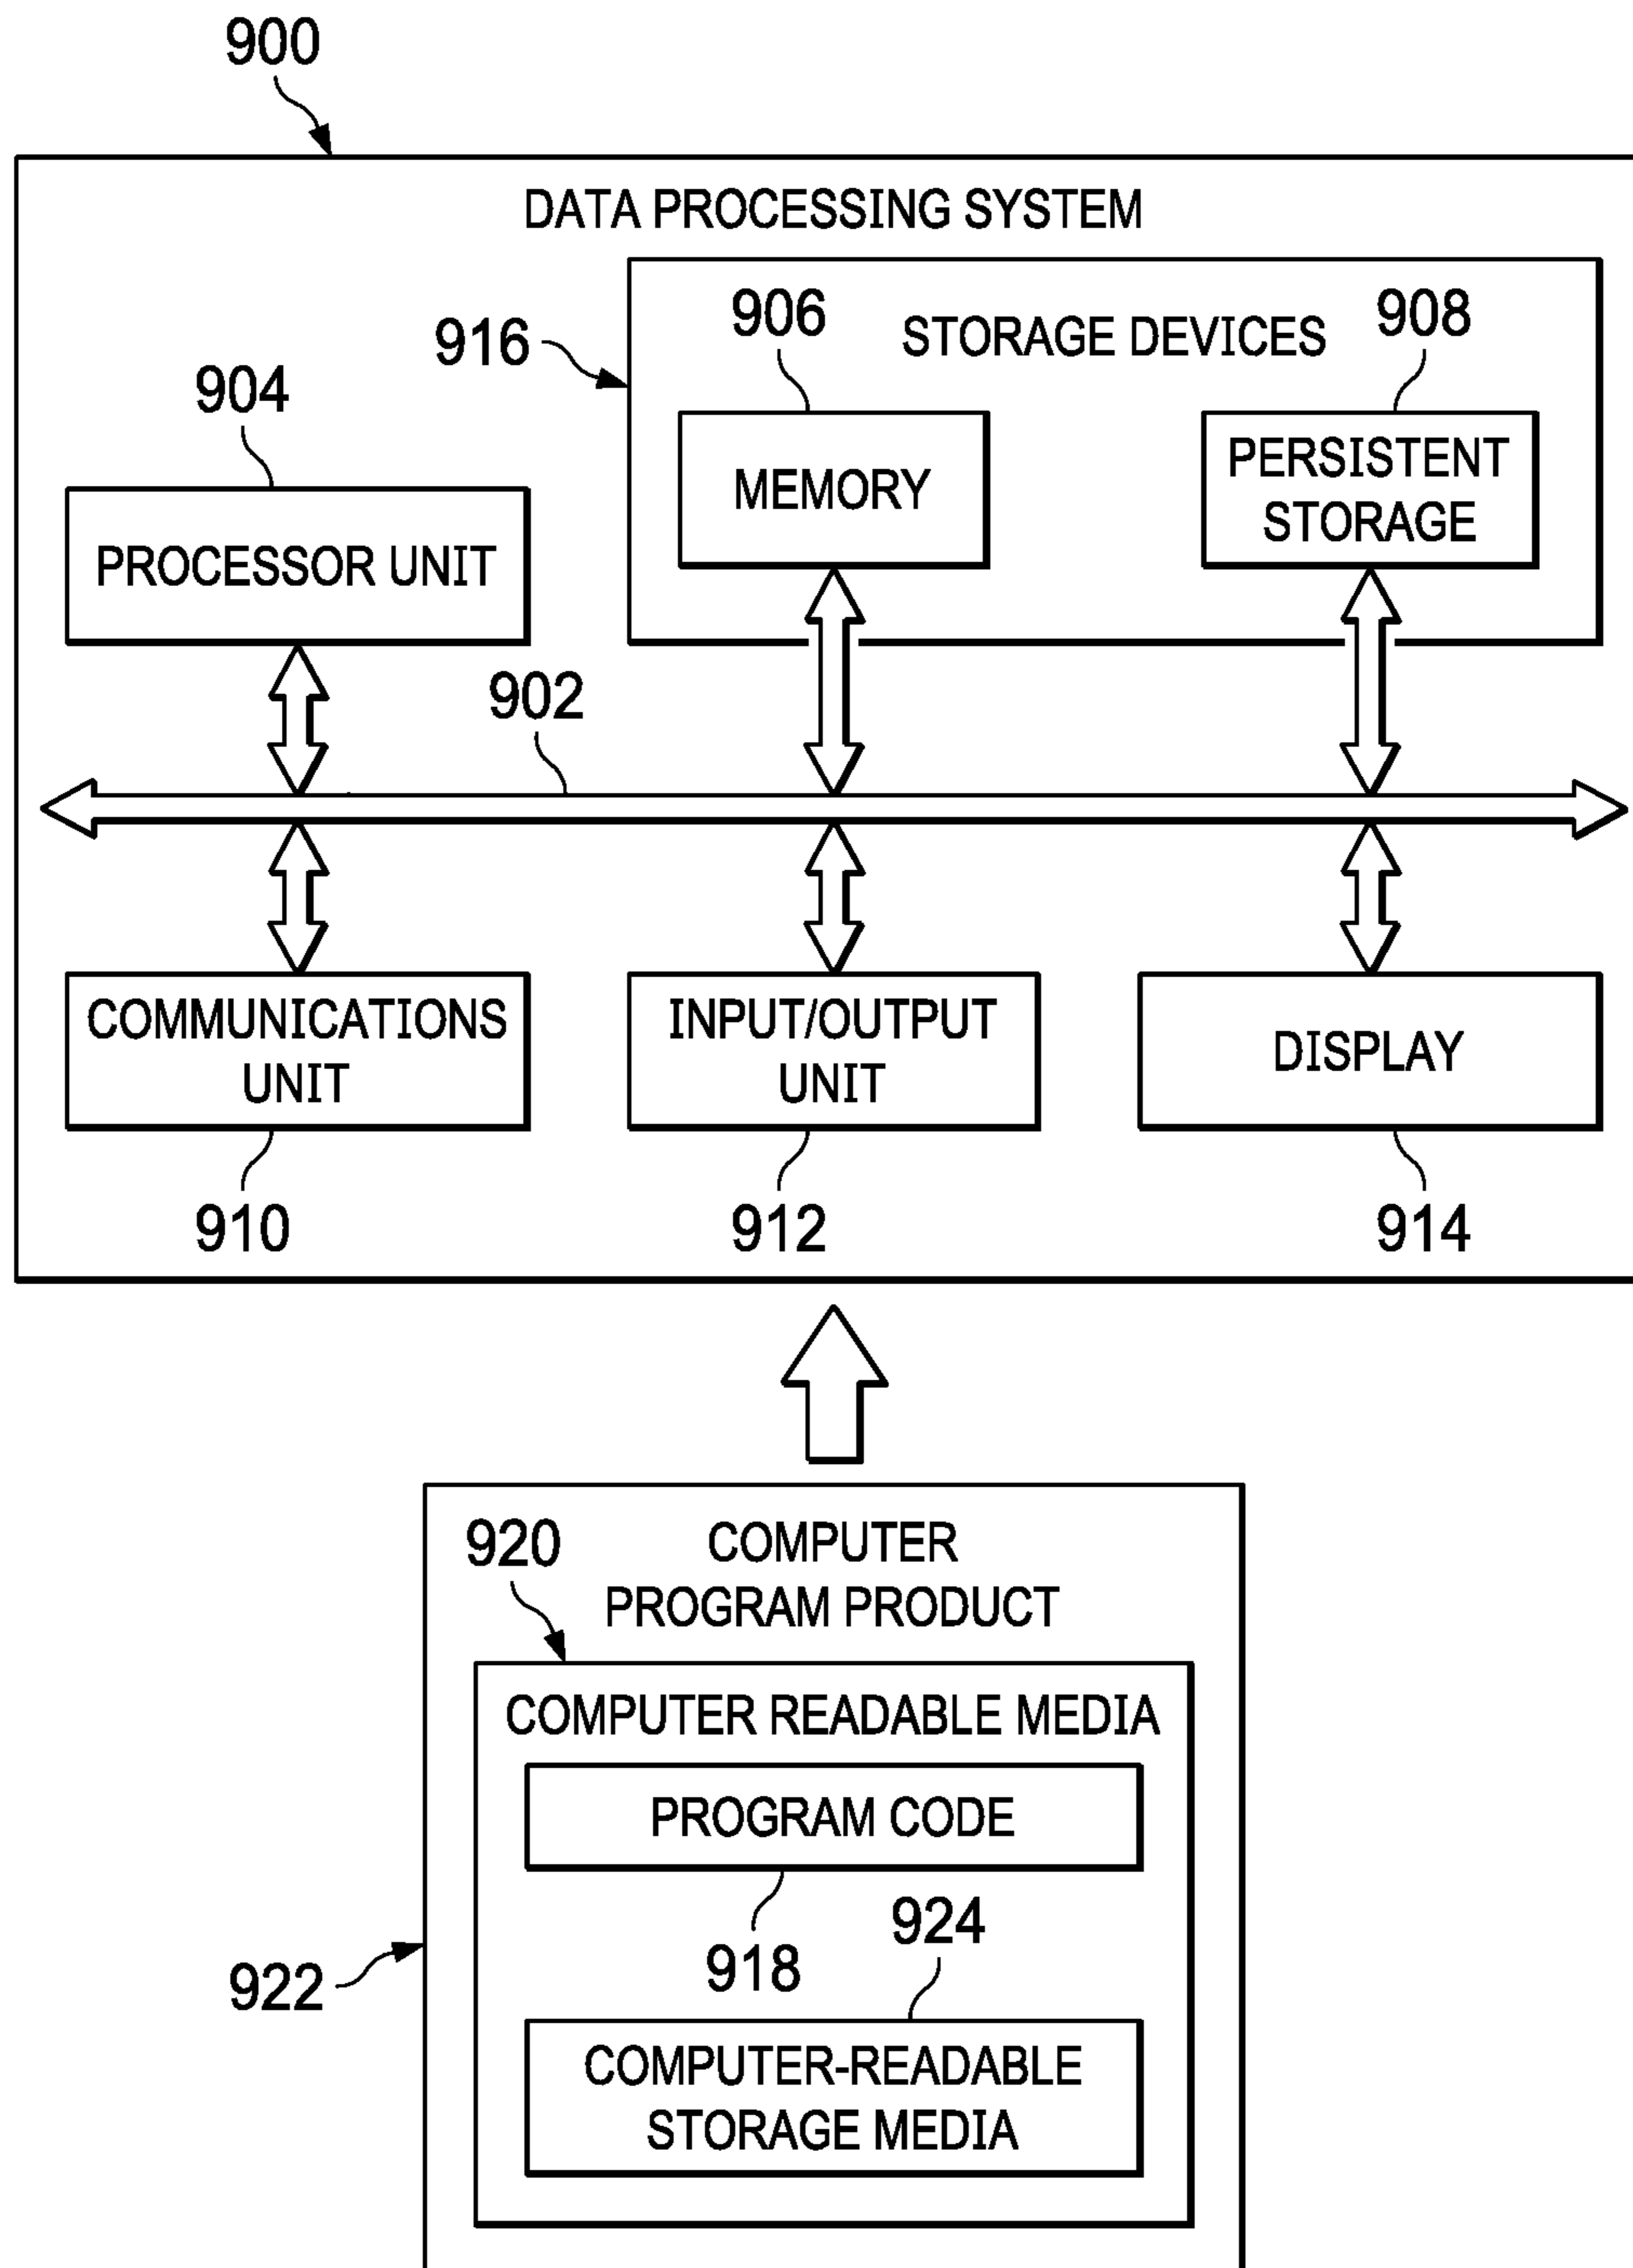 900
DATA PROCESSING SYSTEM
916
906
STORAGE DEVICES
908
904
MEMORY
PERSISTENT
STORAGE
PROCESSOR UNIT
902
COMMUNICATIONS
UNIT
INPUT/OUTPUT
UNIT
DISPLAY
910
912
914
920
COMPUTER
PROGRAM PRODUCT
COMPUTER READABLE MEDIA
PROGRAM CODE
918
924
922
COMPUTER-READABLE
STORAGE MEDIA